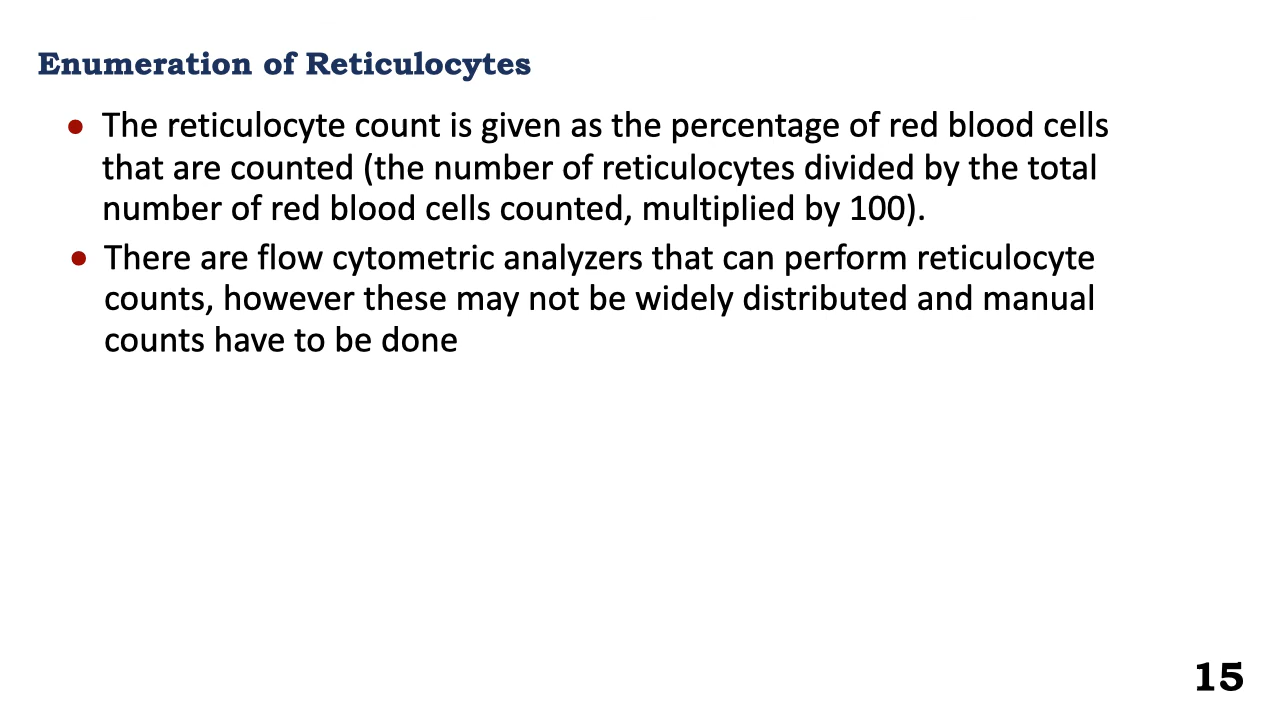 Enumeration of Reticulocytes
• The reticulocyte count is given as the percentage of red blood cells
that are counted (the number of reticulocytes divided by the total
number of red blood cells counted, multiplied by 100).
• There are flow cytometric analyzers that can perform reticulocyte
counts, however these may not be widely distributed and manual
counts have to be done
15